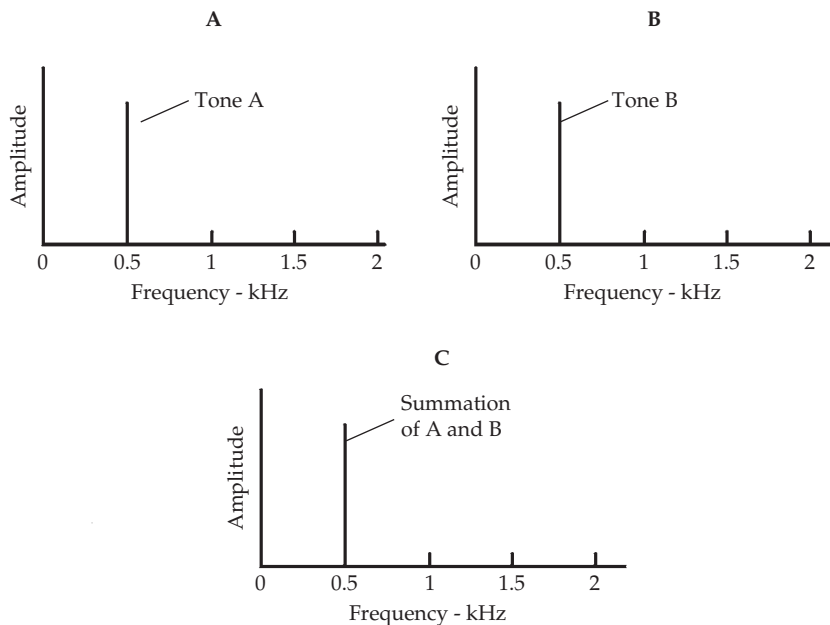 A
Amplitude
Tone A
0 0.5 1 1.5 2
Frequency - kHz
B
Amplitude
Tone B
0 0.5 1 1.5 2
Frequency - kHz
C
Amplitude
Summation
of A and B
0 0.5 1 1.5 2
Frequency - kHz